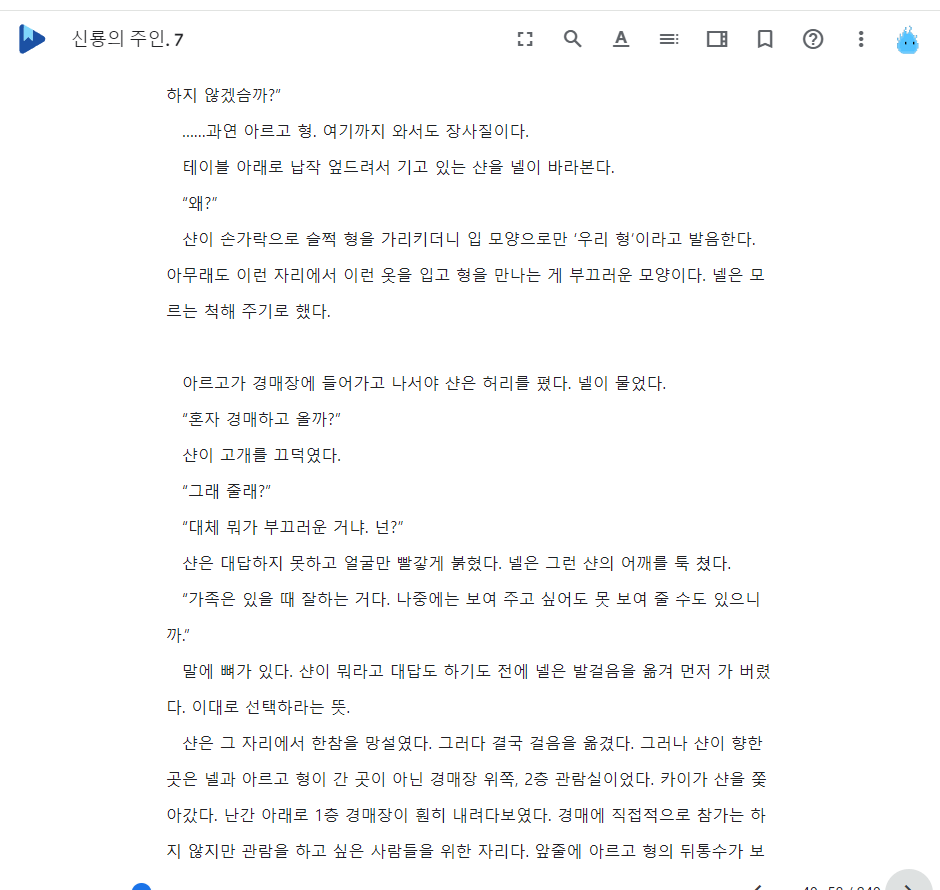 신룡의 주인. 7
하지 않겠슴까?”
……과연 아르고 형. 여기까지 와서도 장사질이다.
테이블 아래로 납작 엎드려서 기고 있는 샨을 넬이 바라본다.
“왜?”
샨이 손가락으로 슬쩍 형을 가리키더니 입 모양으로만 ‘우리 형’이라고 발음한다.
아무래도 이런 자리에서 이런 옷을 입고 형을 만나는 게 부끄러운 모양이다. 넬은 모
르는 척해 주기로 했다.
아르고가 경매장에 들어가고 나서야 샨은 허리를 폈다. 넬이 물었다.
“혼자 경매하고 올까?”
샨이 고개를 끄덕였다.
“그래 줄래?”
“대체 뭐가 부끄러운 거냐. 넌?”
샨은 대답하지 못하고 얼굴만 빨갛게 붉혔다. 넬은 그런 샨의 어깨를 툭 쳤다.
“가족은 있을 때 잘하는 거다. 나중에는 보여 주고 싶어도 못 보여 줄 수도 있으니
까.”
말에 뼈가 있다. 샨이 뭐라고 대답도 하기도 전에 넬은 발걸음을 옮겨 먼저 가 버렸
다. 이대로 선택하라는 뜻.
샨은 그 자리에서 한참을 망설였다. 그러다 결국 걸음을 옮겼다. 그러나 샨이 향한
곳은 넬과 아르고 형이 간 곳이 아닌 경매장 위쪽, 2층 관람실이었다. 카이가 샨을 쫓
아갔다. 난간 아래로 1층 경매장이 훤히 내려다보였다. 경매에 직접적으로 참가는 하
지 않지만 관람을 하고 싶은 사람들을 위한 자리다. 앞줄에 아르고 형의 뒤통수가 보